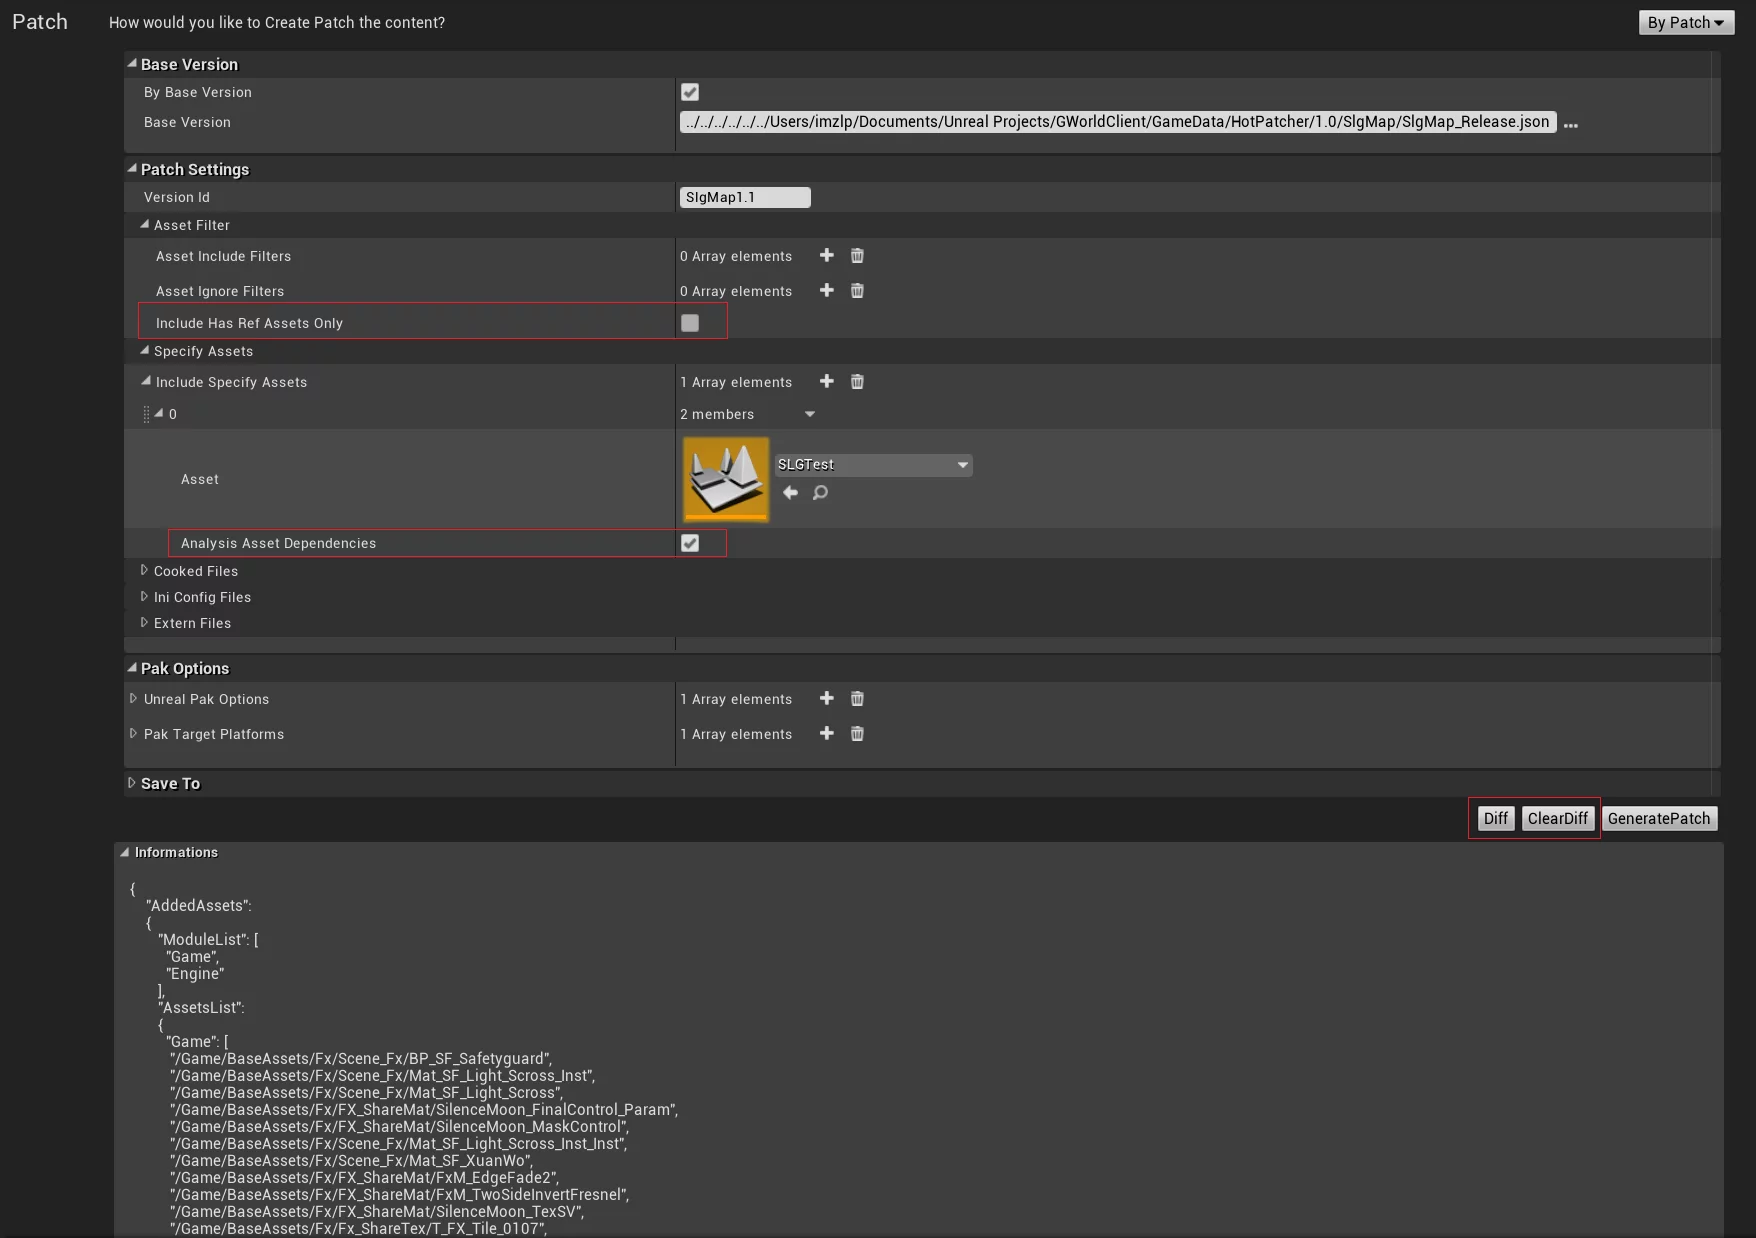 Patch How would you like to Create Patch the content? By Patch
Base Version
By Base Version
Base Version ../../../../../../Users/imzlp/Documents/Unreal Projects/GWorldClient/GameData/HotPatcher/1.0/SlgMap/SlgMap_Release.json ...
Patch Settings
Version Id SlgMap1.1
Asset Filter
Asset Include Filters 0 Array elements
Asset Ignore Filters 0 Array elements
Include Has Ref Assets Only
Specify Assets
Include Specify Assets 1 Array elements
0 2 members
SLGTest
Asset
Analysis Asset Dependencies
Cooked Files
Ini Config Files
Extern Files
Pak Options
Unreal Pak Options 1 Array elements
Pak Target Platforms 1 Array elements
Save To
Diff ClearDiff GeneratePatch
Informations
{
"AddedAssets":
{
"ModuleList": [
"Game",
"Engine"
],
"AssetsList":
{
"Game": [
"/Game/BaseAssets/Fx/Scene_Fx/BP_SF_Safetyguard",
"/Game/BaseAssets/Fx/Scene_Fx/Mat_SF_Light_Scross_Inst",
"/Game/BaseAssets/Fx/Scene_Fx/Mat_SF_Light_Scross",
"/Game/BaseAssets/Fx/FX_ShareMat/SilenceMoon_FinalControl_Param",
"/Game/BaseAssets/Fx/FX_ShareMat/SilenceMoon_MaskControl",
"/Game/BaseAssets/Fx/Scene_Fx/Mat_SF_Light_Scross_Inst_Inst",
"/Game/BaseAssets/Fx/Scene_Fx/Mat_SF_XuanWo",
"/Game/BaseAssets/Fx/FX_ShareMat/FxM_EdgeFade2",
"/Game/BaseAssets/Fx/FX_ShareMat/FxM_TwoSideInvertFresnel",
"/Game/BaseAssets/Fx/FX_ShareMat/SilenceMoon_TexSV",
"/Game/BaseAssets/Fx/Fx_ShareTex/T_FX_Tile_0107",